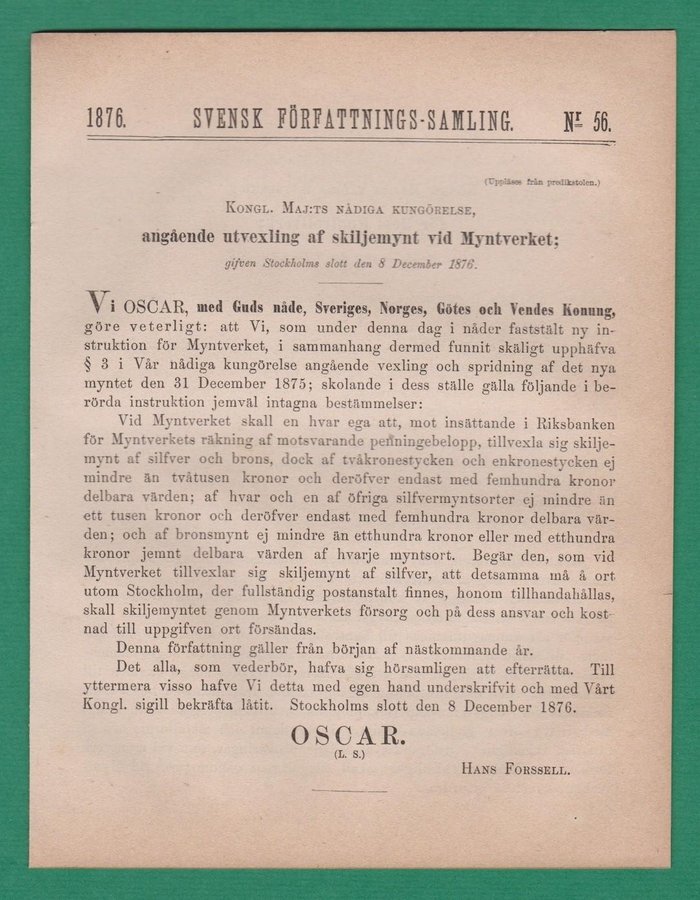 1876. SVENSK FÖRFATTNINGS-SAMLING. Nr 56.
(Uppläses från predikstolen.)
KONGL. MAJ:TS NÅDIGA KUNGÖRELSE,
angående utvexling af skiljemynt vid Myntverket;
gifven Stockholms slott den 8 December 1876.
Vi OSCAR, med Guds nåde, Sveriges, Norges, Götes och Vendes Konung,
göre veterligt: att Vi, som under denna dag i nåder fastställt ny in-
struktion för Myntverket, i sammanhang dermed funnit skäligt upphäfva
§ 3 i Vår nådiga kungörelse angående vexling och spridning af det nya
myntet den 31 December 1875; skolande i dess ställe gälla följande i be-
rörda instruktion jemväl intagna bestämmelser:
Vid Myntverket skall en hvar ega att, mot insättande i Riksbanken
för Myntverkets räkning af motsvarande penningebelopp, tillvexla sig skilje-
mynt af silfver och brons, dock af tvåkronestycken och enkronestycken ej
mindre än tvåtusen kronor och deröfver endast med femhundra kronor
delbara värden; af hvar och en af öfriga silfvermyntsorter ej mindre än
ett tusen kronor och deröfver endast med femhundra kronor delbara vär-
den; och af bronsmynt ej mindre än etthundra kronor eller med etthundra
kronor jemnt delbara värden af hvarje myntsort. Begär den, som vid
Myntverket tillvexlar sig skiljemynt af silfver, att detsamma må å ort
utom Stockholm, der fullständig postanstalt finnes, honom tillhandahållas,
skall skiljemyntet genom Myntverkets försorg och på dess ansvar och kost-
nad till uppgifven ort försändas.
Denna författning gäller från början af nästkommande år.
Det alla, som vederbör, hafva sig hörsamligen att efterrätta. Till
yttermera visso hafve Vi detta med egen hand underskrifvit och med Vårt
Kongl. sigill bekräfta låtit. Stockholms slott den 8 December 1876.
OSCAR.
(L. S.)
HANS FORSSELL.